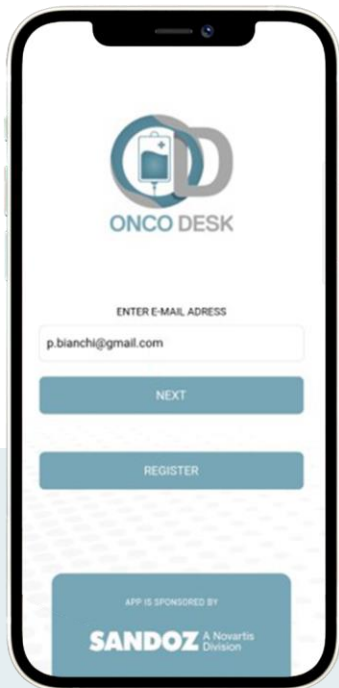 ONCO DESK
ENTER E-MAIL ADRESS
p.bianchi@gmail.com
NEXT
REGISTER
APP IS SPONSORED BY
SANDOZ A Novartis
Division